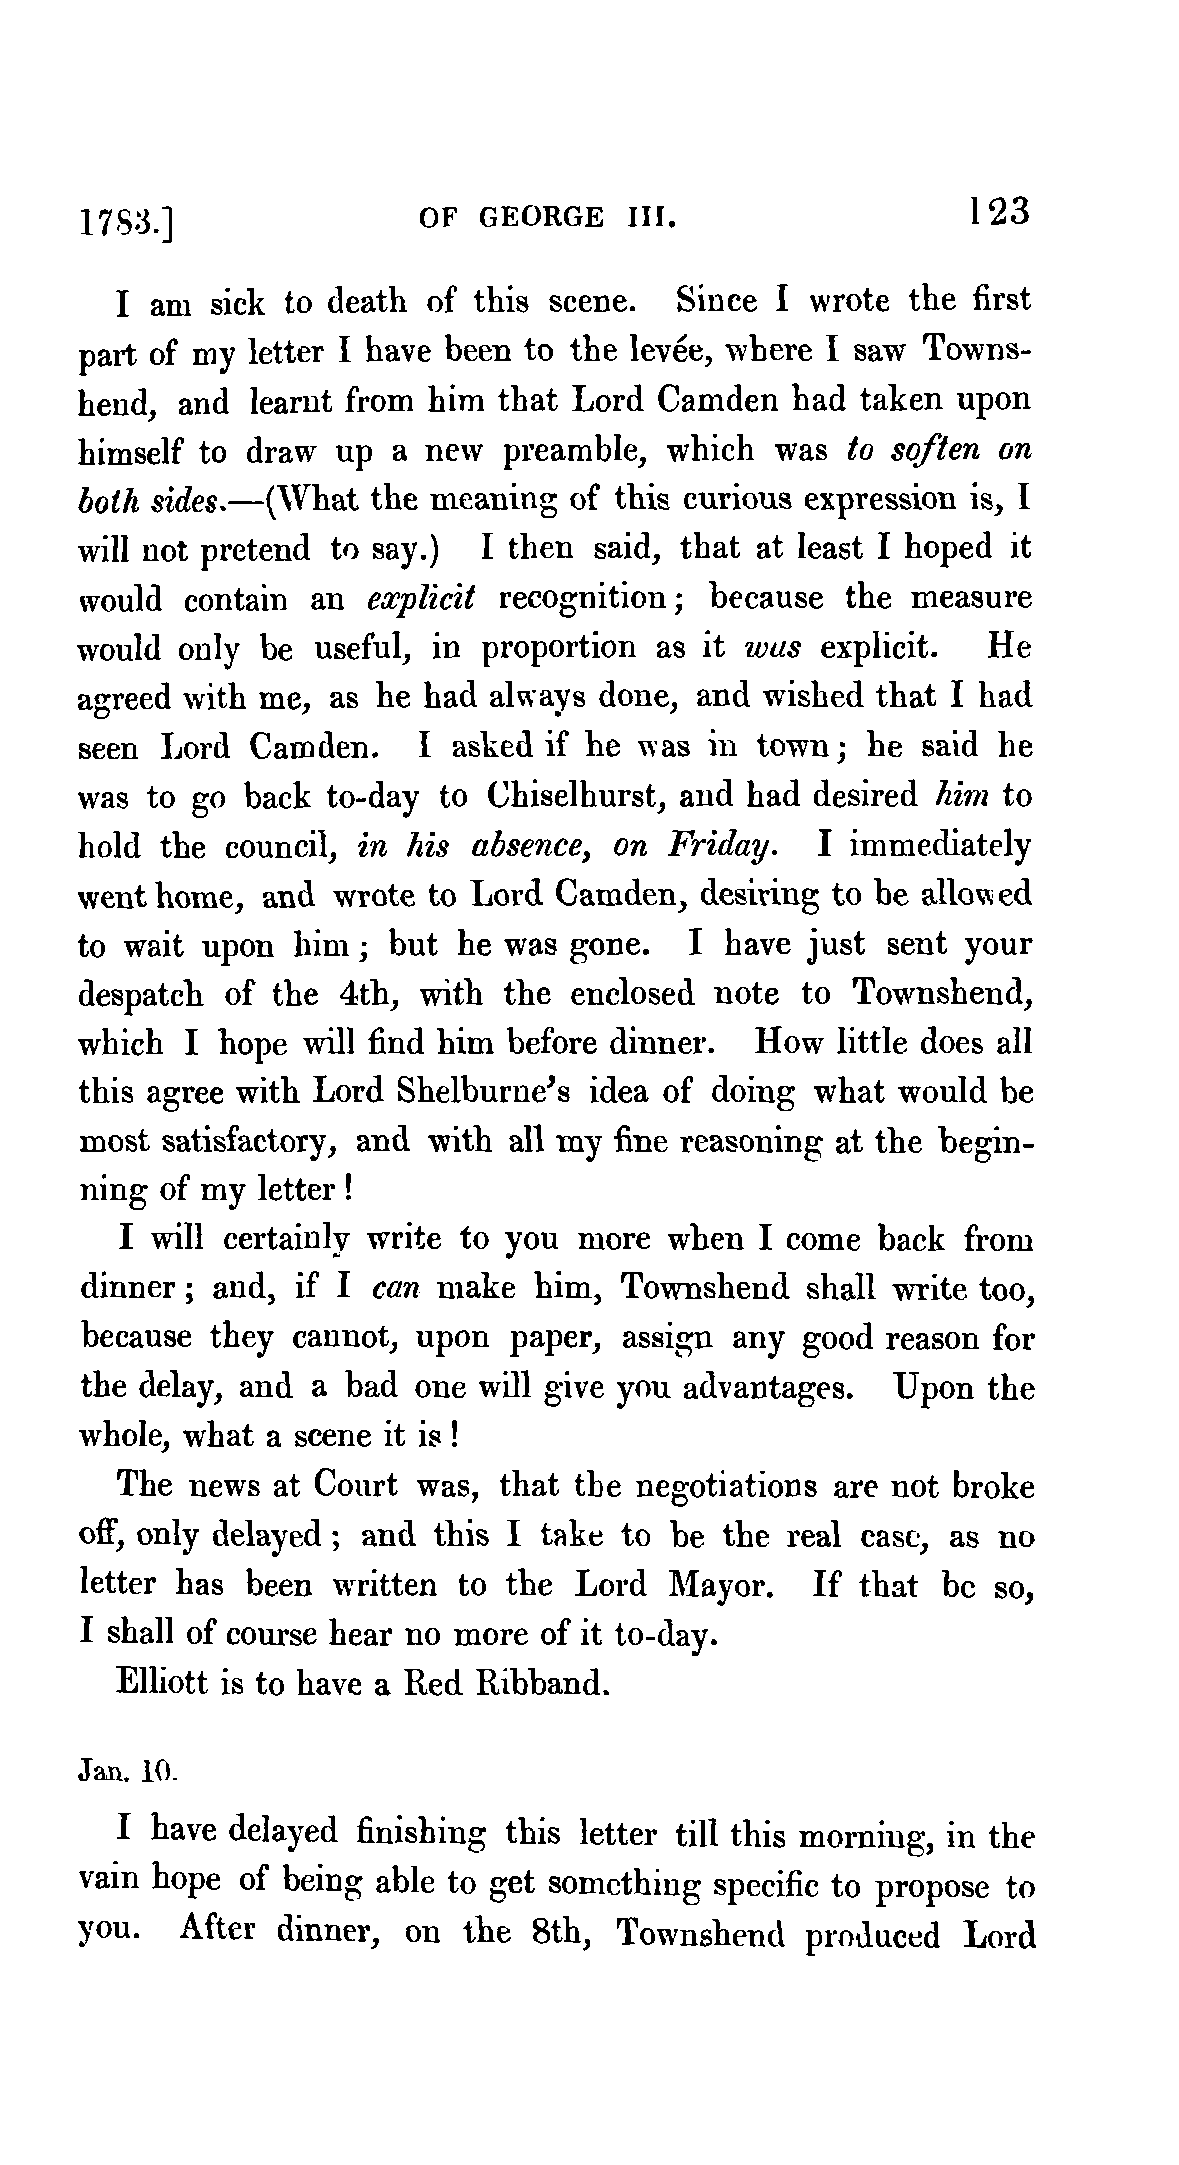 1783.] OF GEORGE III. 123
I am sick to death of this scene. Since I wrote the first
part of my letter I have been to the levée, where I saw Towns-
hend, and learnt from him that Lord Camden had taken upon
himself to draw up a new preamble, which was to soften on
both sides.—(What the meaning of this curious expression is, I
will not pretend to say.) I then said, that at least I hoped it
would contain an explicit recognition; because the measure
would only be useful, in proportion as it was explicit. He
agreed with me, as he had always done, and wished that I had
seen Lord Camden. I asked if he was in town; he said he
was to go back to-day to Chiselhurst, and had desired him to
hold the council, in his absence, on Friday. I immediately
went home, and wrote to Lord Camden, desiring to be allowed
to wait upon him; but he was gone. I have just sent your
despatch of the 4th, with the enclosed note to Townshend,
which I hope will find him before dinner. How little does all
this agree with Lord Shelburne's idea of doing what would be
most satisfactory, and with all my fine reasoning at the begin-
ning of my letter!
I will certainly write to you more when I come back from
dinner; and, if I can make him, Townshend shall write too,
because they cannot, upon paper, assign any good reason for
the delay, and a bad one will give you advantages. Upon the
whole, what a scene it is!
The news at Court was, that the negotiations are not broke
off, only delayed; and this I take to be the real case, as no
letter has been written to the Lord Mayor. If that be so,
I shall of course hear no more of it to-day.
Elliott is to have a Red Ribband.
Jan. 10.
I have delayed finishing this letter till this morning, in the
vain hope of being able to get something specific to propose to
you. After dinner, on the 8th, Townshend produced Lord